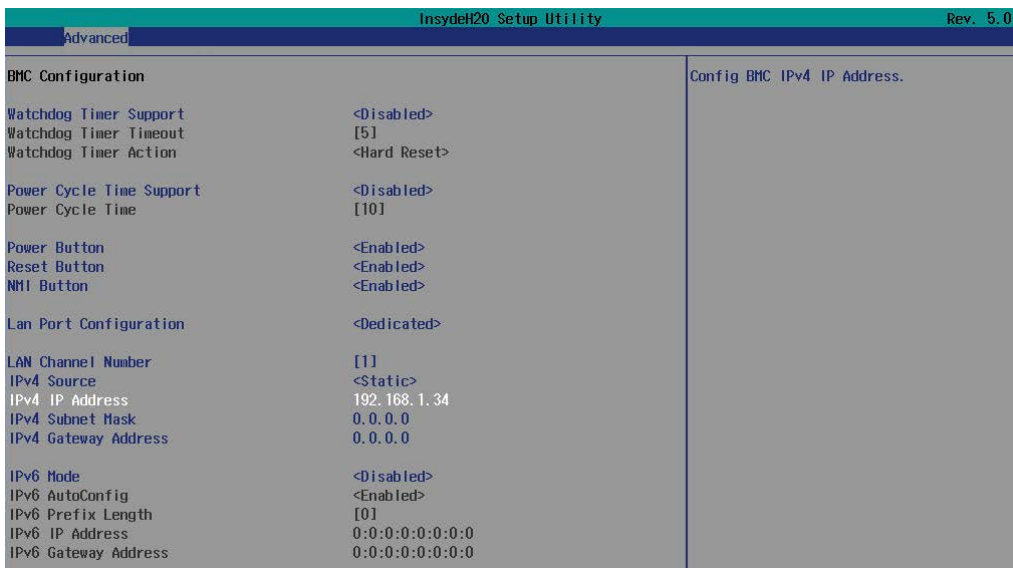 InsydeH20 Setup Utility Rev. 5.0
Advanced
BMC Configuration
Config BMC IPv4 IP Address.
Watchdog Timer Support <Disabled>
Watchdog Timer Timeout [5]
Watchdog Timer Action <Hard Reset>
Power Cycle Time Support <Disabled>
Power Cycle Time [10]
Power Button <Enabled>
Reset Button <Enabled>
NMI Button <Enabled>
Lan Port Configuration <Dedicated>
LAN Channel Number [1]
IPv4 Source <Static>
IPv4 IP Address 192.168.1.34
IPv4 Subnet Mask 0.0.0.0
IPv4 Gateway Address 0.0.0.0
IPv6 Mode <Disabled>
IPv6 AutoConfig <Enabled>
IPv6 Prefix Length [0]
IPv6 IP Address 0:0:0:0:0:0:0:0
IPv6 Gateway Address 0:0:0:0:0:0:0:0